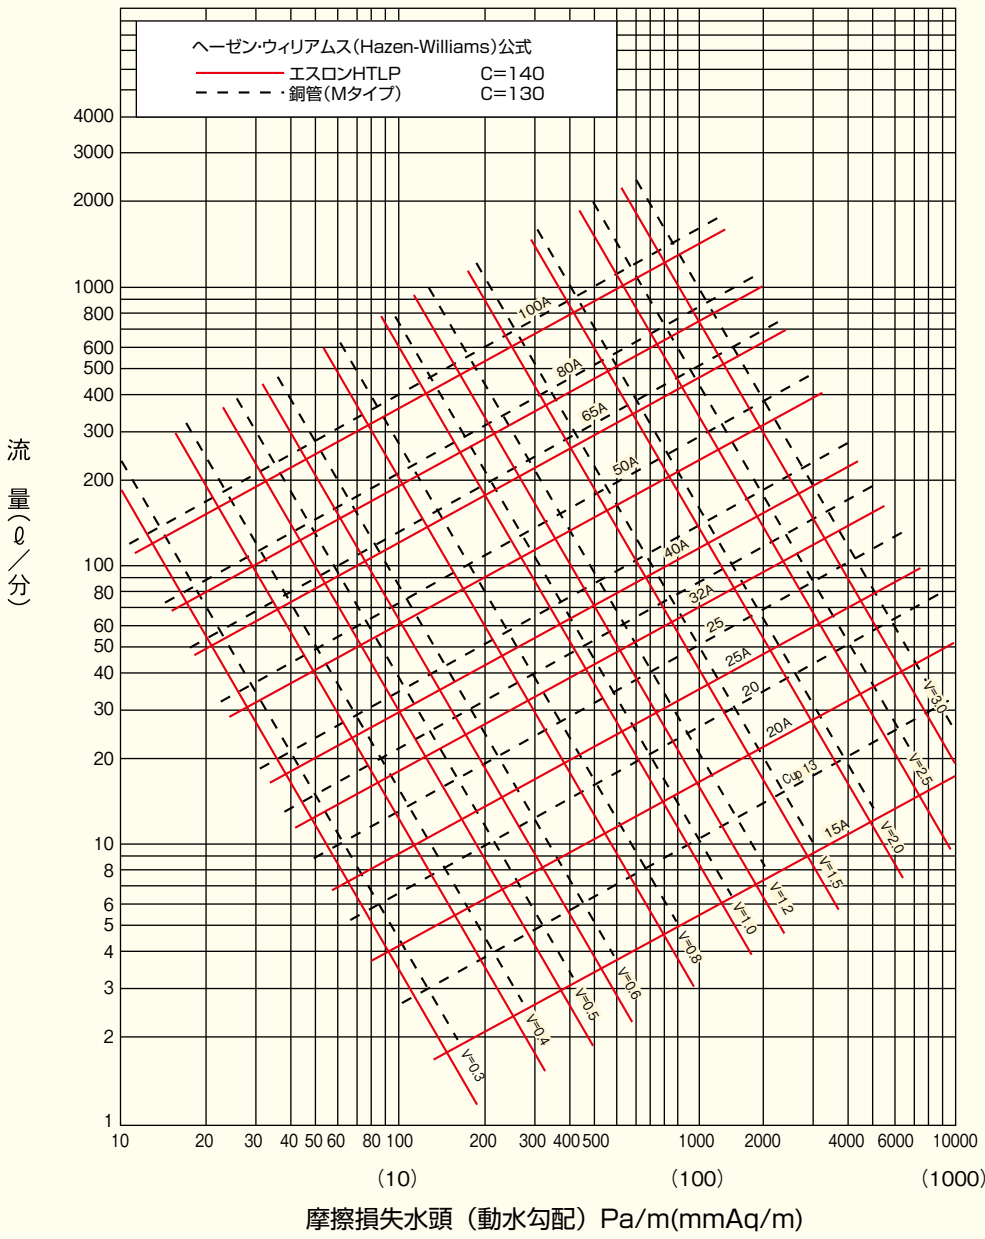 ヘーゼン・ウィリアムス(Hazen-Williams)公式
エスロンHTLP C=140
銅管(Mタイプ) C=130
4000
3000
2000
1000
800
600
500
400
300
200
100
80
60
50
40
30
20
10
8
6
5
4
3
2
1
流量(ℓ/分)
100A
80A
65A
50A
40A
32A
25
25A
20
20A
Cup 13
15A
V=3.0
V=2.5
V=2.0
V=1.5
V=1.2
V=1.0
V=0.8
V=0.6
V=0.5
V=0.4
V=0.3
10 20 30 40 50 60 80 100 200 300 400 500 1000 2000 4000 6000 10000
(10) (100) (1000)
摩擦損失水頭(動水勾配)Pa/m(mmAq/m)